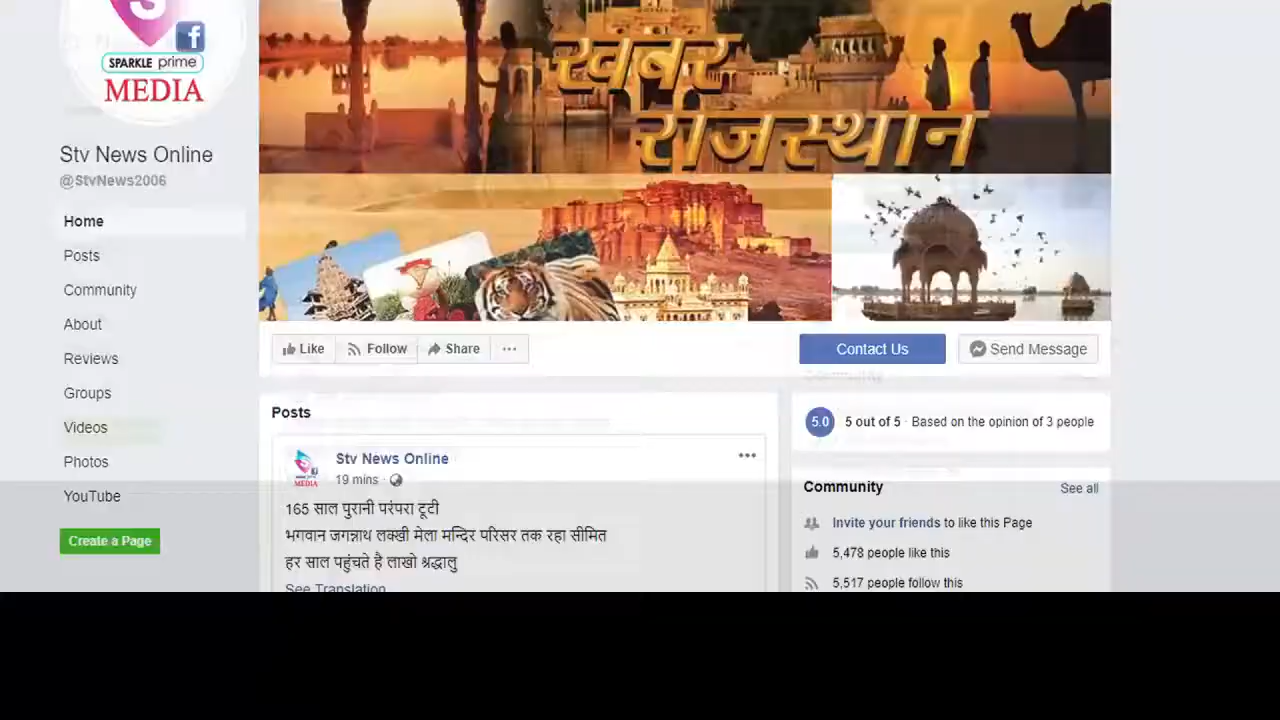 SPARKLE prime
MEDIA
खबर
राजस्थान
Stv News Online
@StvNews2006
Home
Posts
Community
About
Reviews
Groups
Videos
Photos
YouTube
Create a Page
Like
Follow
Share
Contact Us
Send Message
Posts
Stv News Online
19 mins ·
165 साल पुरानी परंपरा टूटी
भगवान जगन्नाथ लक्खी मेला मन्दिर परिसर तक रहा सीमित
हर साल पहुंचते है लाखो श्रद्धालु
See Translation
5.0 5 out of 5 · Based on the opinion of 3 people
Community
See all
Invite your friends to like this Page
5,478 people like this
5,517 people follow this